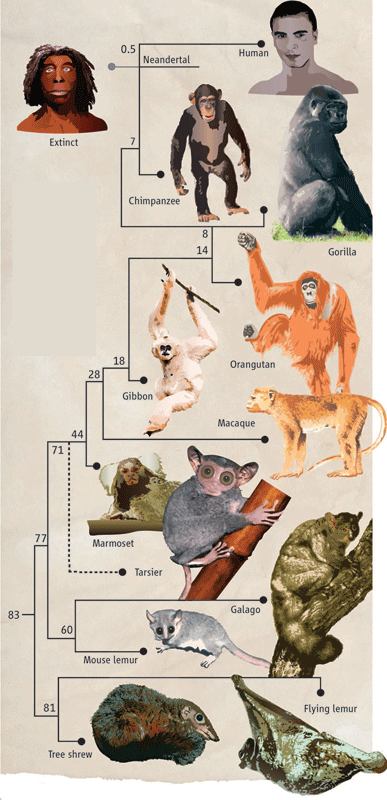 0.5
Human
Neandertal
Extinct
7
Chimpanzee
8
Gorilla
14
Orangutan
18
Gibbon
28
Macaque
44
71
Marmoset
Tarsier
77
Galago
83
60
Mouse lemur
81
Flying lemur
Tree shrew